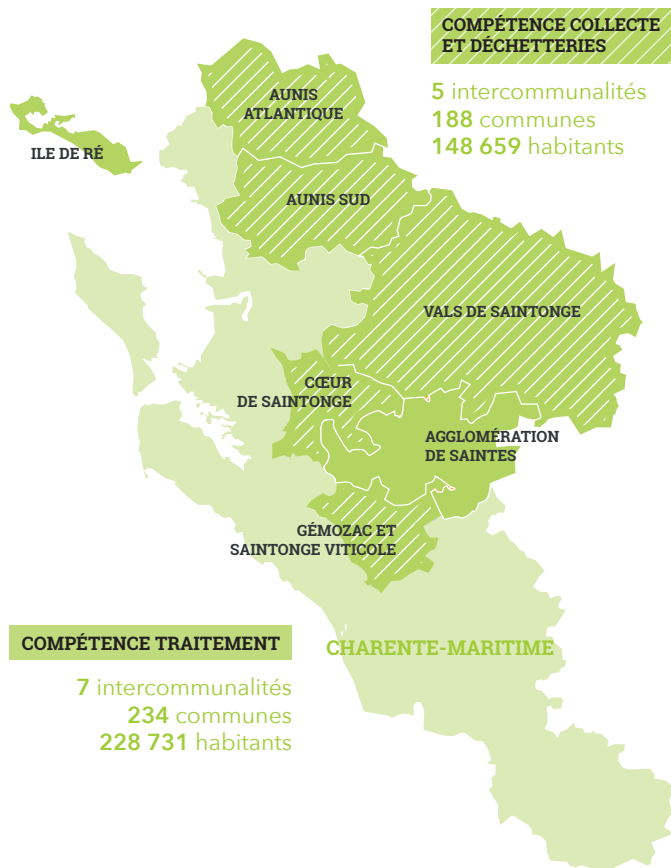 COMPÉTENCE COLLECTE
ET DÉCHETTERIES
5 intercommunalités
188 communes
148 659 habitants
AUNIS
ATLANTIQUE
ILE DE RÉ
AUNIS SUD
VALS DE SAINTONGE
CŒUR
DE SAINTONGE
AGGLOMÉRATION
DE SAINTES
GÉMOZAC ET
SAINTONGE VITICOLE
COMPÉTENCE TRAITEMENT
7 intercommunalités
234 communes
228 731 habitants
CHARENTE-MARITIME